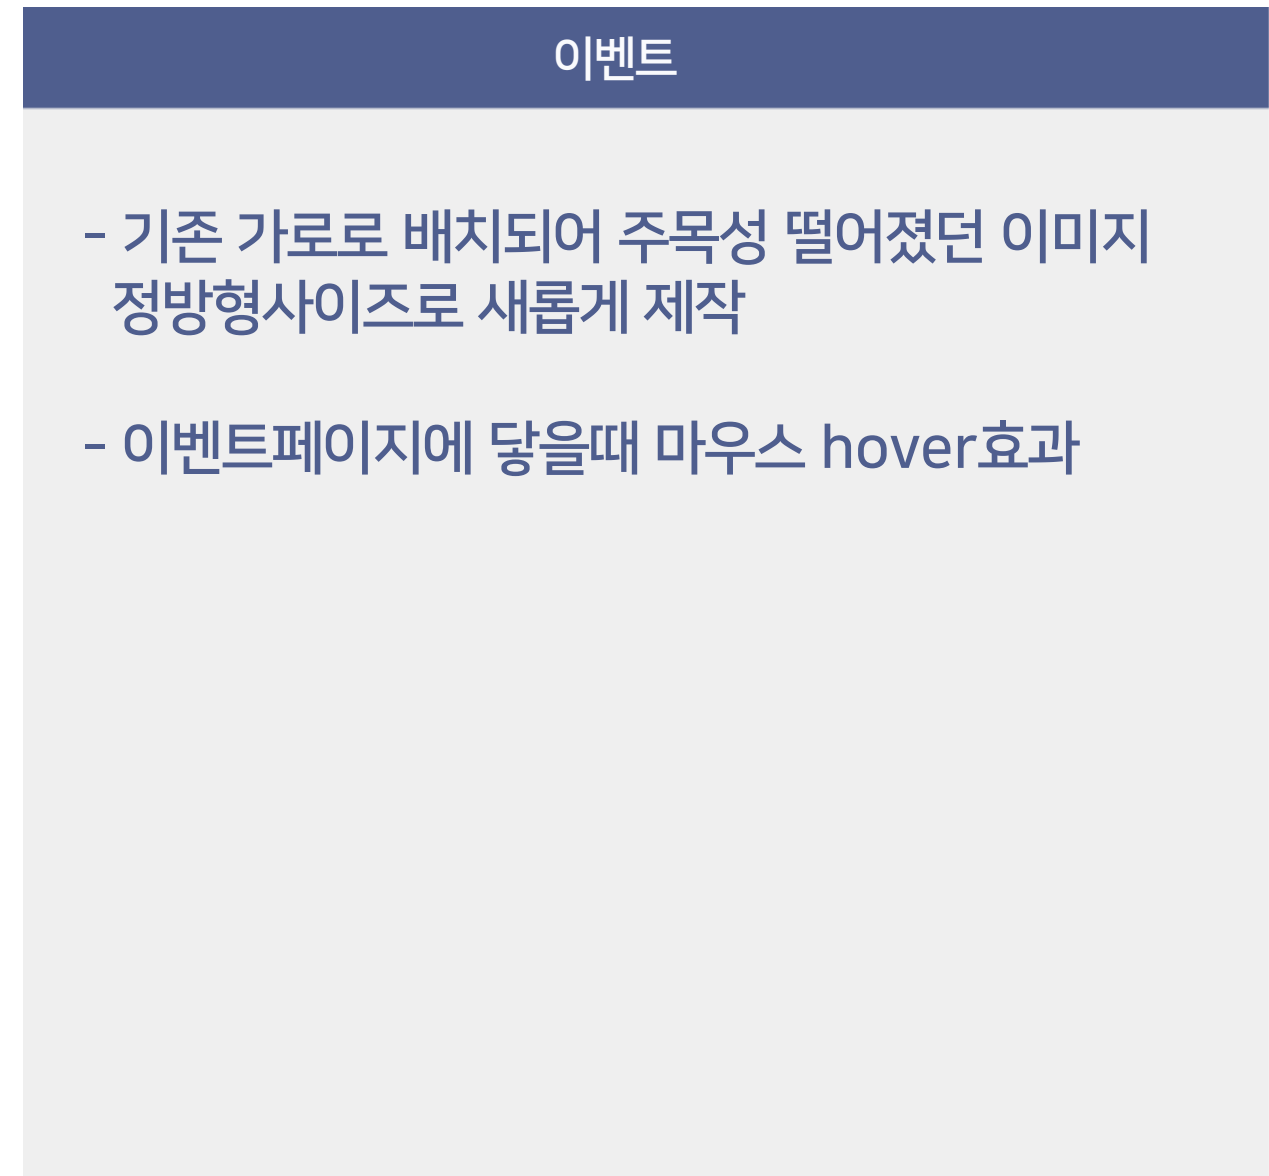 이벤트
- 기존 가로로 배치되어 주목성 떨어졌던 이미지
정방형사이즈로 새롭게 제작
- 이벤트페이지에 닿을때 마우스 hover효과